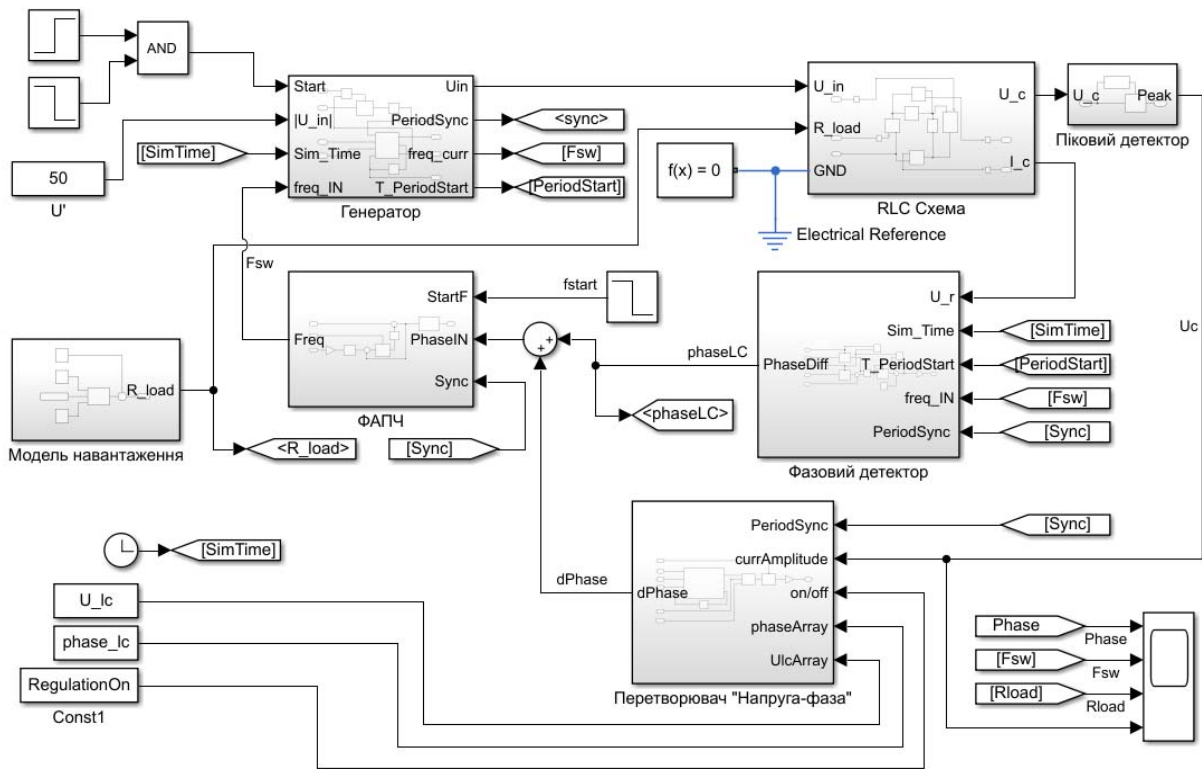 AND
Start
|U_in|
Sim_Time
freq_IN
Uin
PeriodSync
freq_curr
T_PeriodStart
Генератор
[SimTime]
50
U'
<sync>
[Fsw]
[PeriodStart]
U_in
R_load
GND
U_c
I_c
RLC Схема
U_c
Peak
Піковий детектор
f(x) = 0
Electrical Reference
Fsw
fstart
StartF
Freq
PhaseIN
Sync
ФАПЧ
R_load
Модель навантаження
<R_load>
[Sync]
+
+
phaseLC
<phaseLC>
U_r
Sim_Time
PhaseDiff
T_PeriodStart
freq_IN
PeriodSync
Фазовий детектор
[SimTime]
[PeriodStart]
[Fsw]
[Sync]
Uc
[SimTime]
U_lc
phase_lc
RegulationOn
Const1
dPhase
PeriodSync
currAmplitude
dPhase
on/off
phaseArray
UlcArray
Перетворювач "Напруга-фаза"
[Sync]
Phase
Phase
[Fsw]
Fsw
[Rload]
Rload